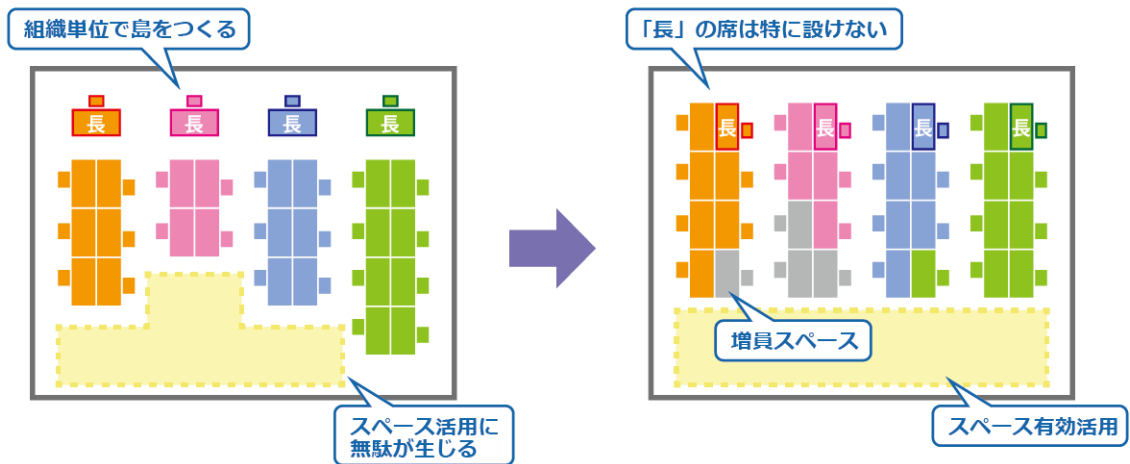 組織単位で島をつくる
長
長
長
長
スペース活用に
無駄が生じる
「長」の席は特に設けない
長
長
長
長
増員スペース
スペース有効活用